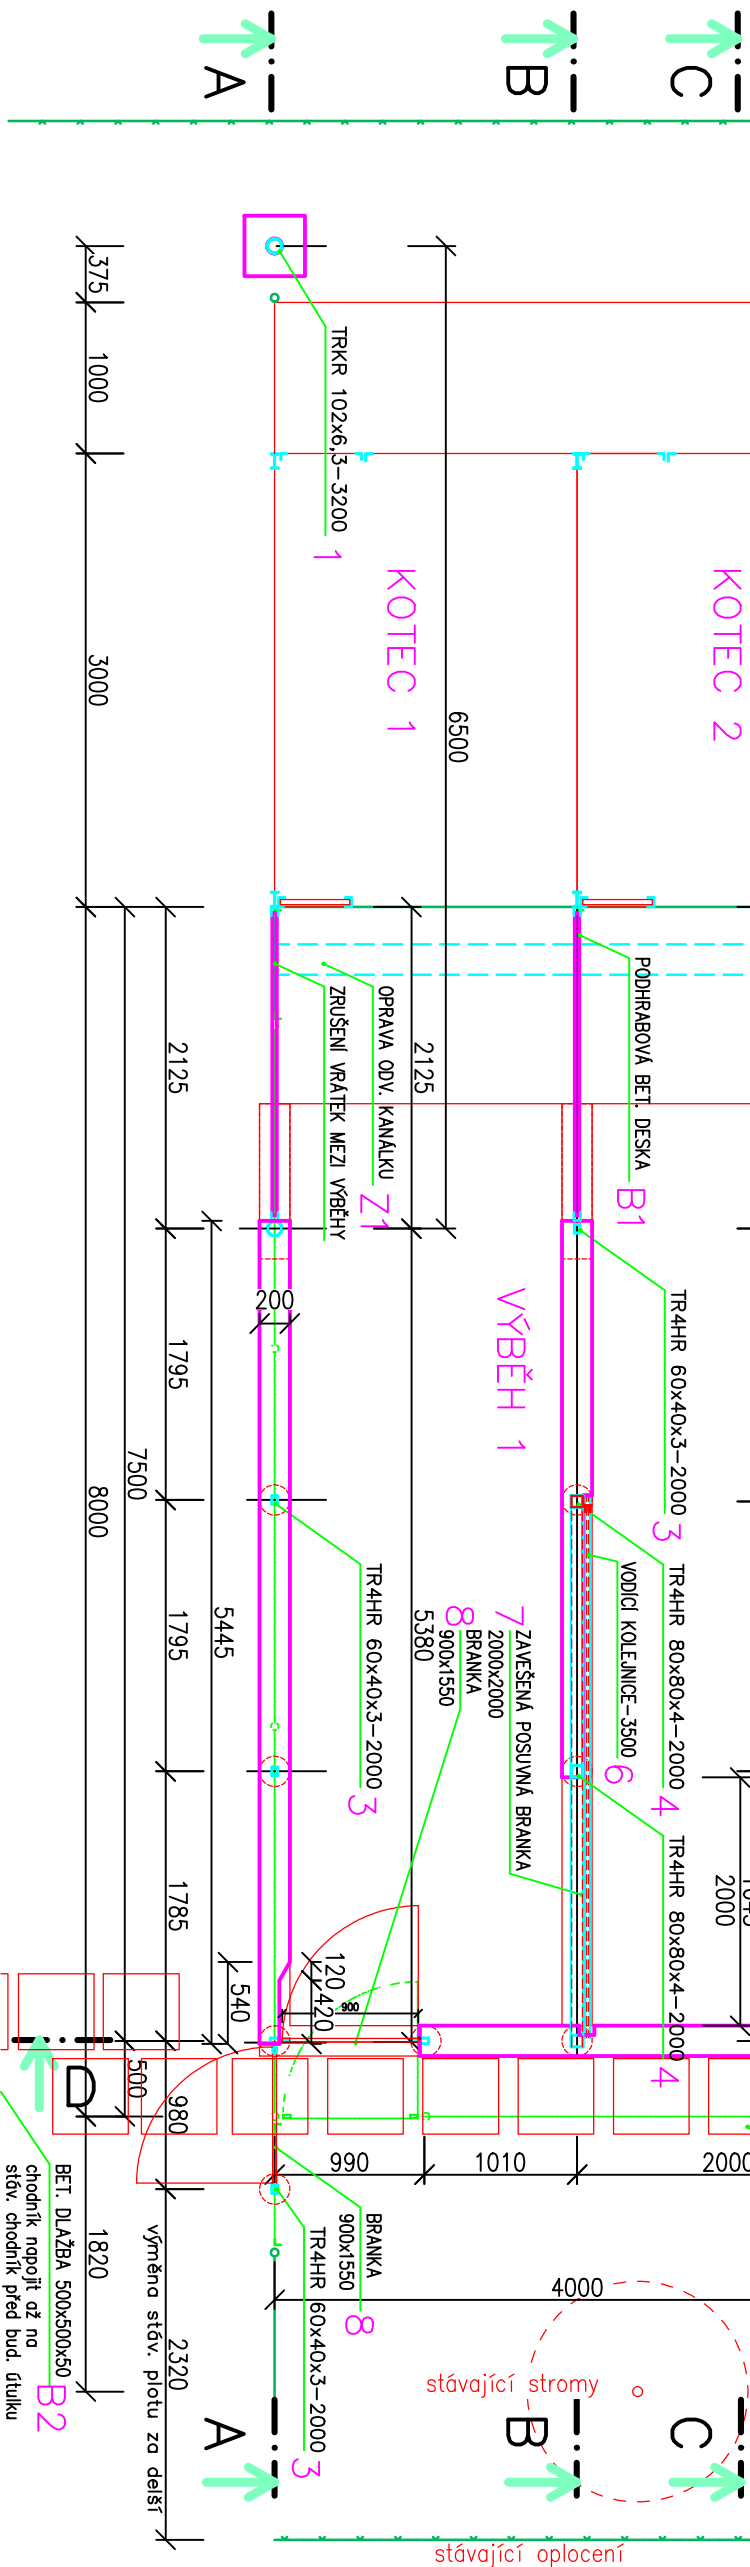 A
B
C
375
1000
3000
6500
TRKR 102x6,3-3200
1
KOTEC 1
KOTEC 2
PODHRABOVÁ BET. DESKA
B1
OPRAVA ODV. KANÁLKU
Z1
ZRUŠENÍ VRÁTEK MEZI VÝBĚHY
2125
2125
200
VÝBĚH 1
TR4HR 60x40x3-2000
3
TR4HR 80x80x4-2000
4
VODÍCÍ KOLEJNICE-3500
6
ZAVĚŠENÁ POSUVNÁ BRANKA
2000x2000
7
BRANKA
900x1550
8
TR4HR 60x40x3-2000
3
TR4HR 80x80x4-2000
4
1795
7500
8000
1795
5445
5380
1785
2000
120
420
540
900
D
500
980
990
1010
2000
4000
BRANKA
900x1550
8
TR4HR 60x40x3-2000
3
BET. DLAŽBA 500x500x50
B2
chodník napojit až na
stáv. chodník před bud. útulku
1820
výměna stáv. plotu za delší
2320
stávající stromy
A
B
C
stávající oplocení